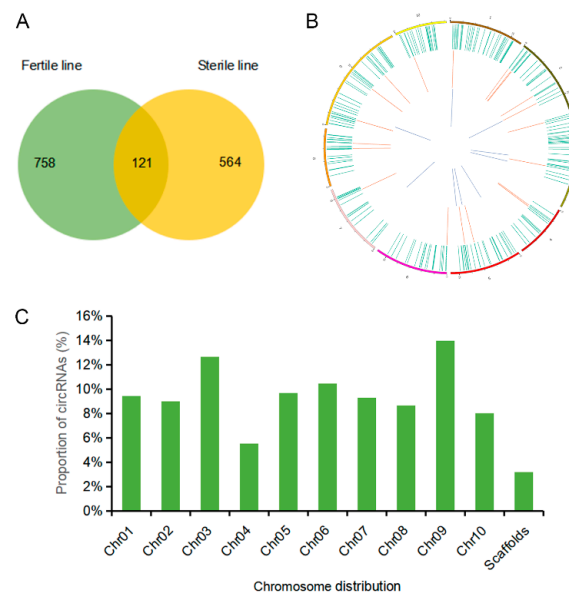 A
B
Fertile line
Sterile line
758
121
564
C
Proportion of circRNAs (%)
16%
14%
12%
10%
8%
6%
4%
2%
0%
Chr01
Chr02
Chr03
Chr04
Chr05
Chr06
Chr07
Chr08
Chr09
Chr10
Scaffolds
Chromosome distribution